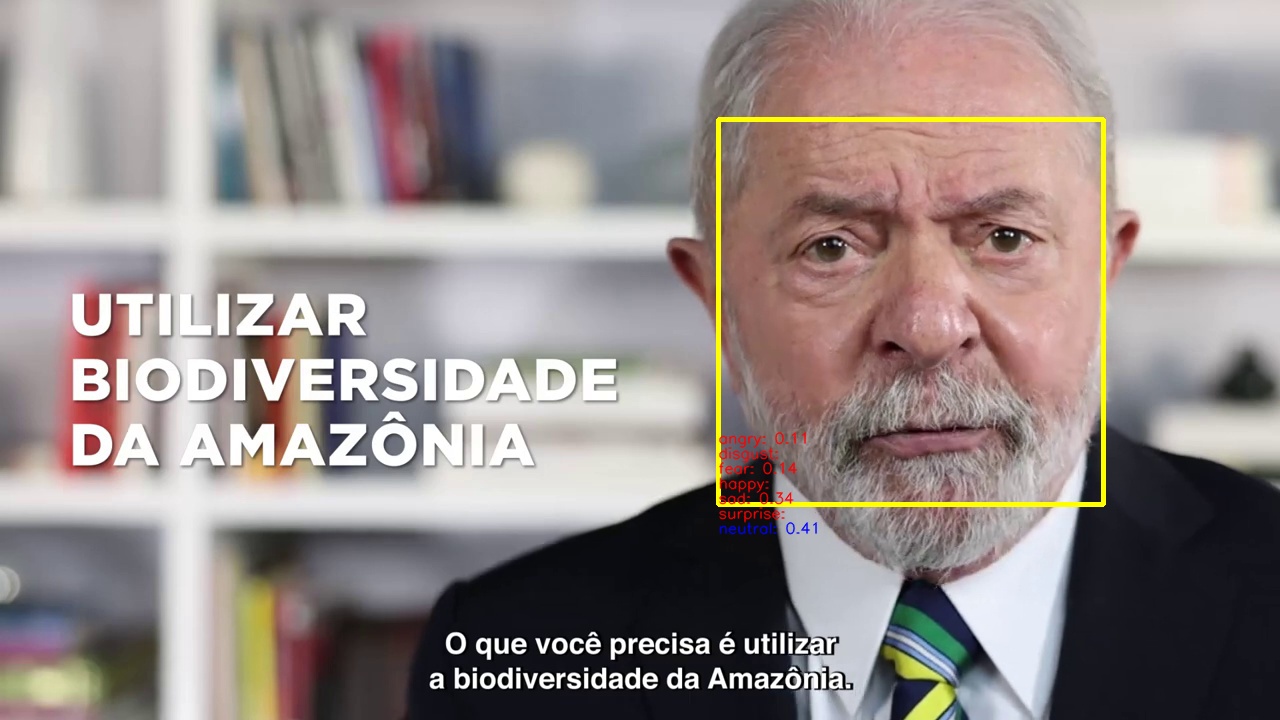 UTILIZAR
BIODIVERSIDADE
DA AMAZÔNIA
angry: 0.11
disgust:
fear: 0.14
happy:
sad: 0.34
surprise:
neutral: 0.41
O que você precisa é utilizar
a biodiversidade da Amazônia.